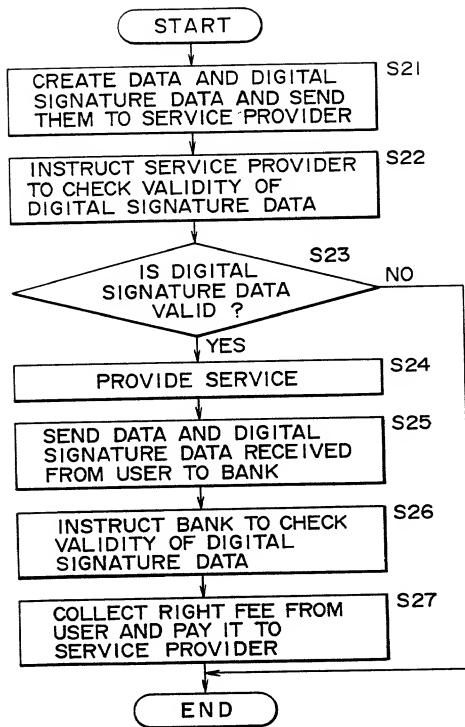 START
S21
CREATE DATA AND DIGITAL
SIGNATURE DATA AND SEND
THEM TO SERVICE PROVIDER
S22
INSTRUCT SERVICE PROVIDER
TO CHECK VALIDITY OF
DIGITAL SIGNATURE DATA
S23
IS DIGITAL
SIGNATURE DATA
VALID ?
NO
YES
S24
PROVIDE SERVICE
S25
SEND DATA AND DIGITAL
SIGNATURE DATA RECEIVED
FROM USER TO BANK
S26
INSTRUCT BANK TO CHECK
VALIDITY OF DIGITAL
SIGNATURE DATA
S27
COLLECT RIGHT FEE FROM
USER AND PAY IT TO
SERVICE PROVIDER
END